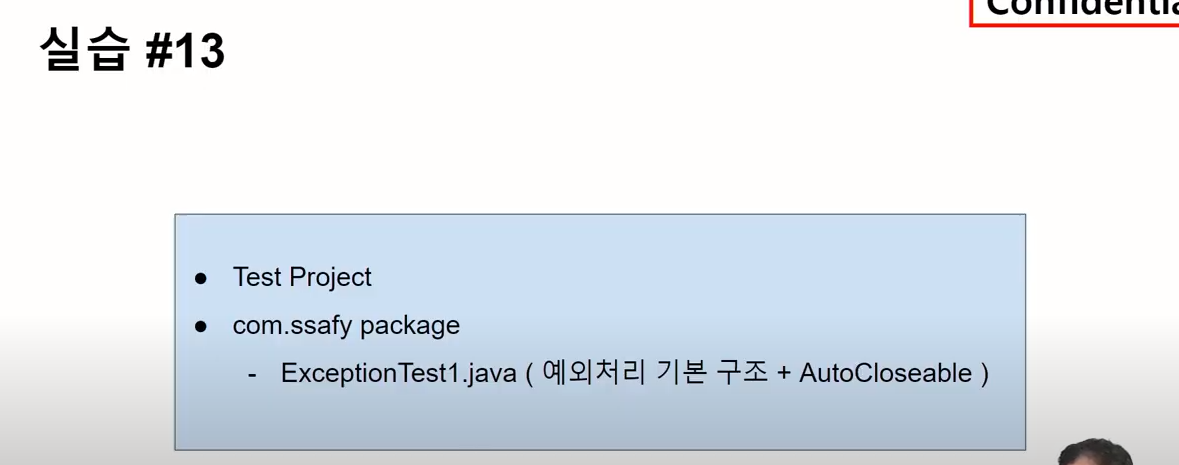 실습 #13
● Test Project
● com.ssafy package
- ExceptionTest1.java ( 예외처리 기본 구조 + AutoCloseable )